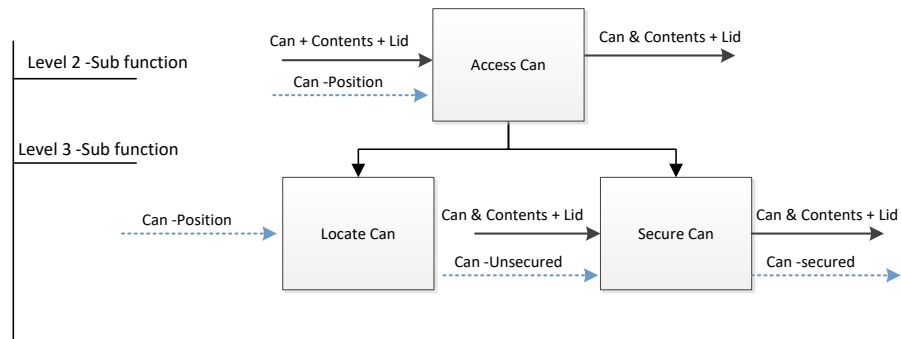 Can + Contents + Lid
Can & Contents + Lid
Level 2 -Sub function
Access Can
Can -Position
Level 3 -Sub function
Can -Position
Locate Can
Can & Contents + Lid
Can -Unsecured
Secure Can
Can & Contents + Lid
Can -secured